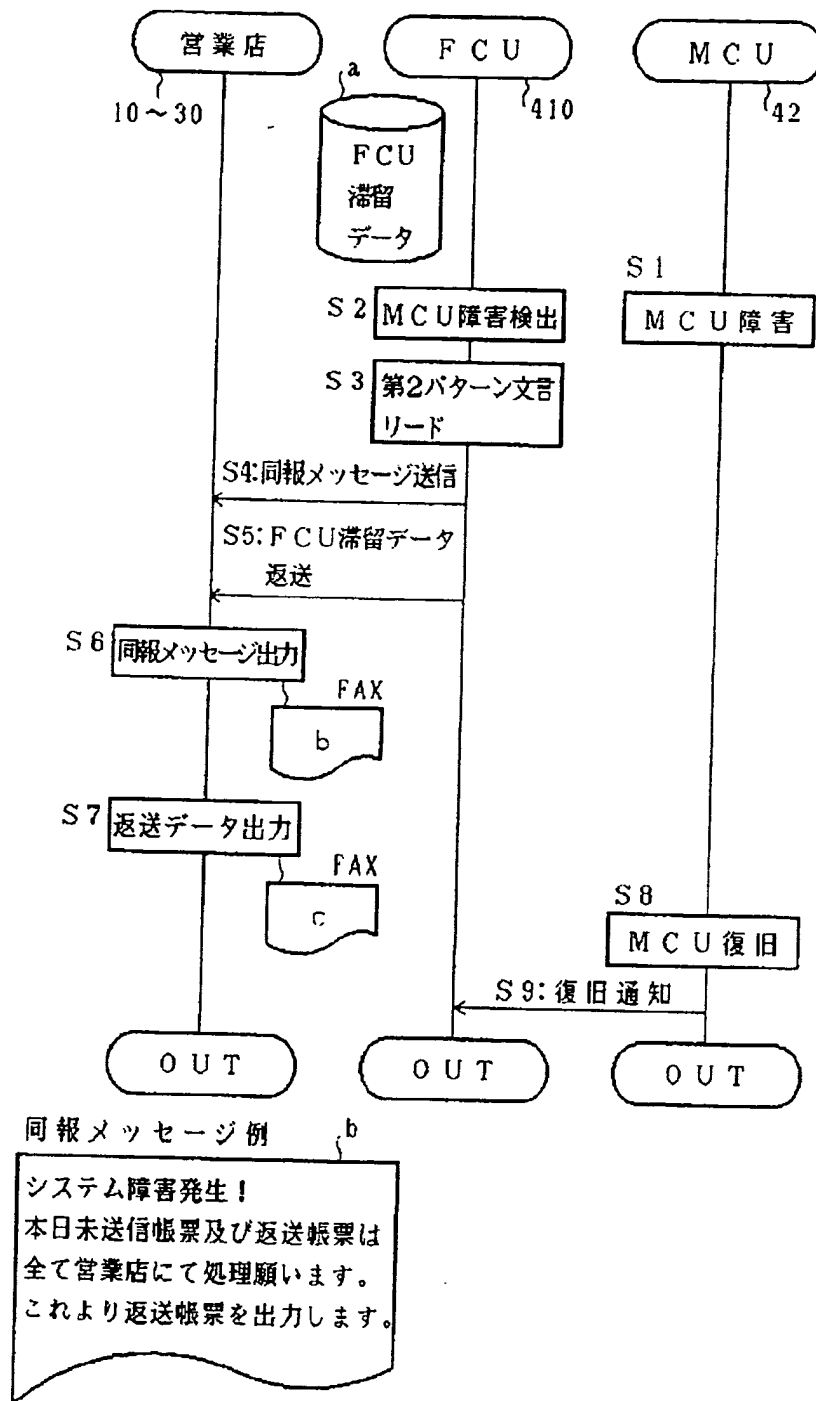 営業店
FCU
MCU
10～30
a
410
42
FCU
滞留
データ
S1
MCU障害
S2
MCU障害検出
S3
第2パターン文言
リード
S4:同報メッセージ送信
S5:FCU滞留データ
返送
S6
同報メッセージ出力
FAX
b
S7
返送データ出力
FAX
c
S8
MCU復旧
S9:復旧通知
OUT
OUT
OUT
同報メッセージ例
b
システム障害発生!
本日未送信帳票及び返送帳票は
全て営業店にて処理願います。
これより返送帳票を出力します。